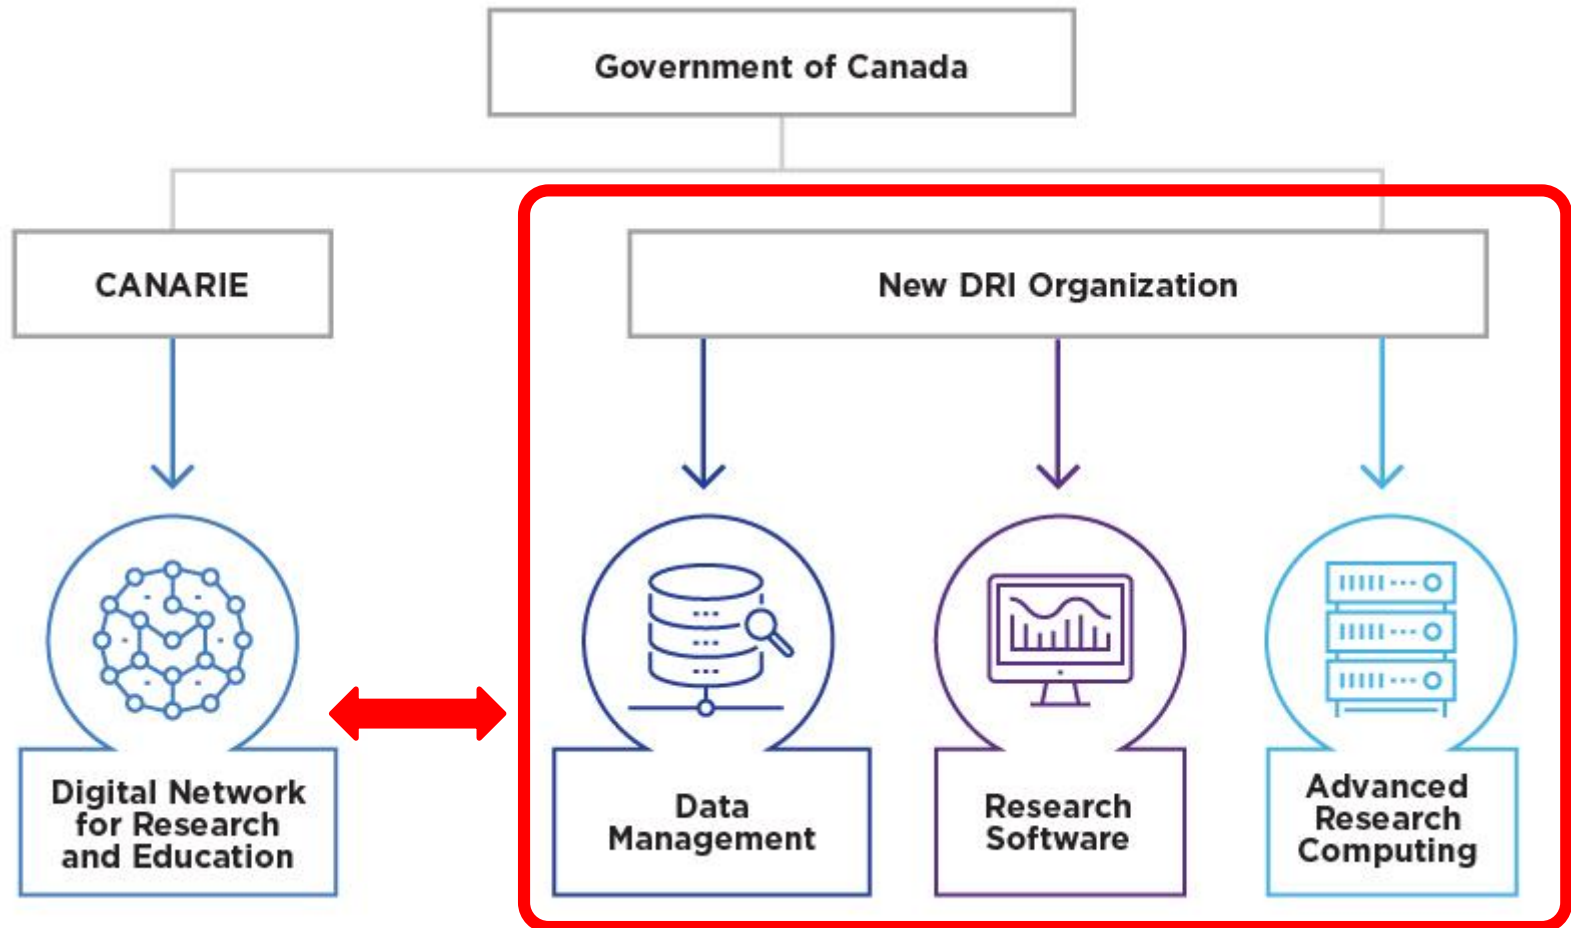 Government of Canada
CANARIE
New DRI Organization
Digital Network
for Research
and Education
Data
Management
Research
Software
Advanced
Research
Computing